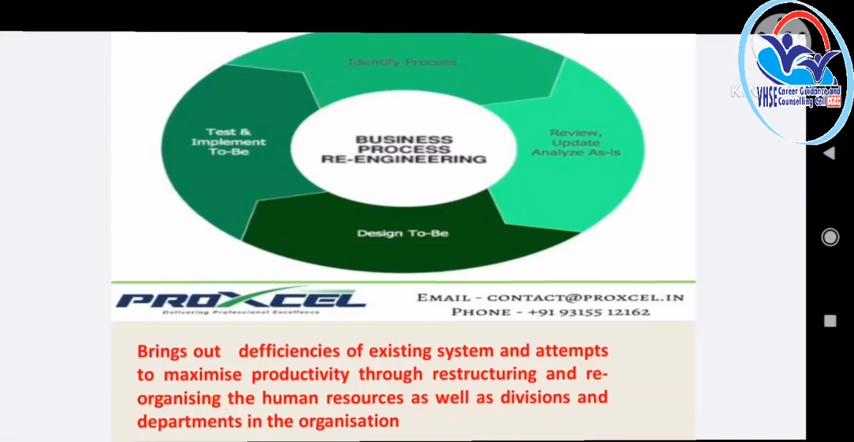 Identify Process
Test &
Implement
To-Be
BUSINESS
PROCESS
RE-ENGINEERING
Review,
Update
Analyze As-Is
Design To-Be
PROXCEL
Delivering Professional Excellence
EMAIL - CONTACT@PROXCEL.IN
PHONE - +91 93155 12162
Brings out defficiencies of existing system and attempts
to maximise productivity through restructuring and re-
organising the human resources as well as divisions and
departments in the organisation
VHSE Career Guidance and
Counselling Cell CGCC